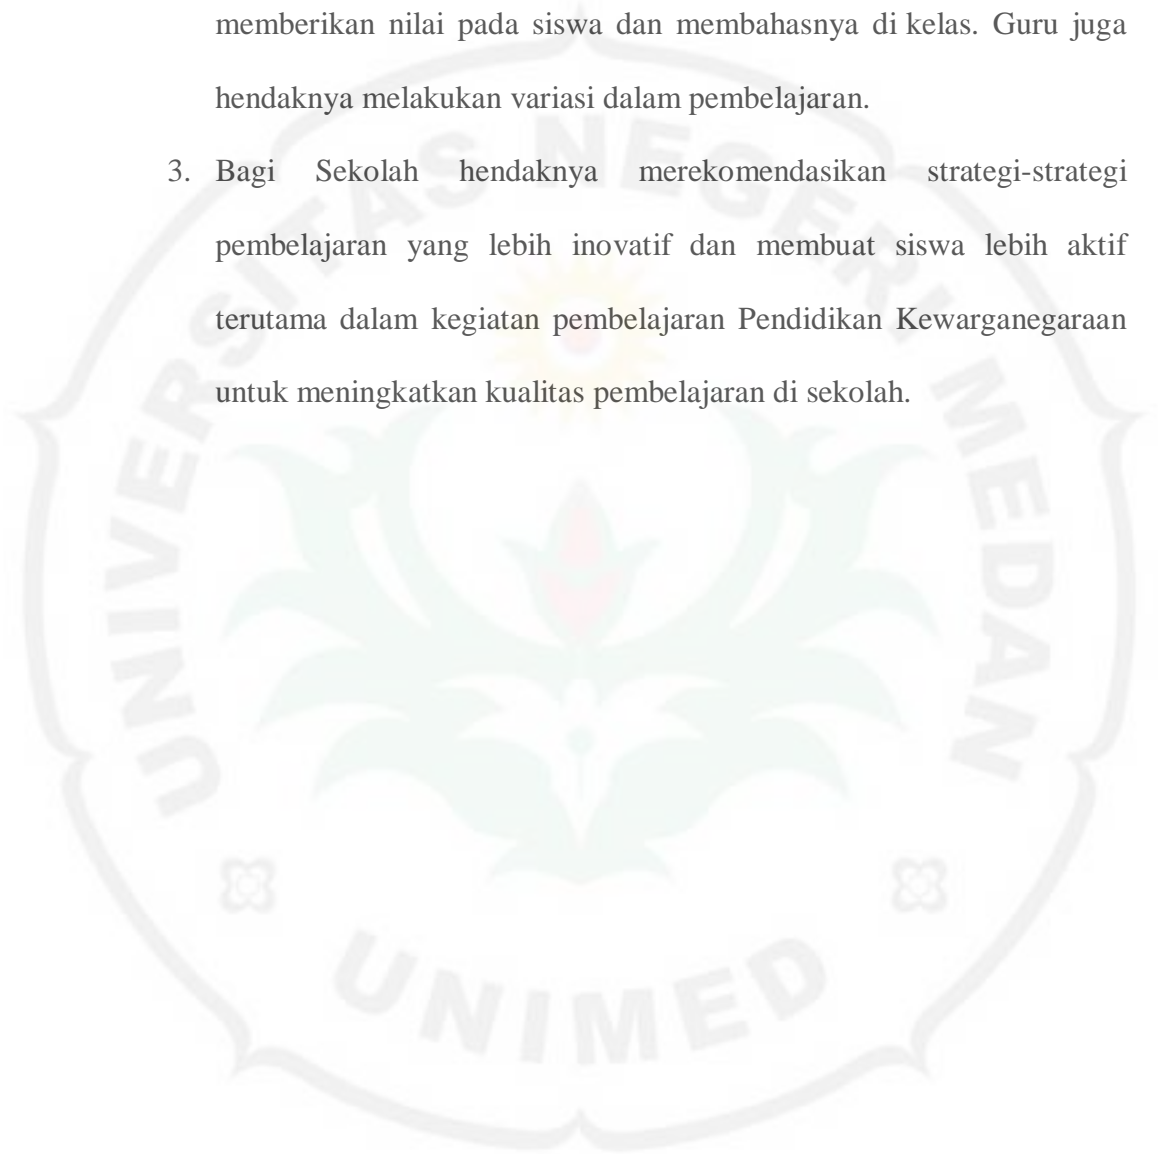 memberikan nilai pada siswa dan membahasnya di kelas. Guru juga
hendaknya melakukan variasi dalam pembelajaran.
3. Bagi Sekolah hendaknya merekomendasikan strategi-strategi
pembelajaran yang lebih inovatif dan membuat siswa lebih aktif
terutama dalam kegiatan pembelajaran Pendidikan Kewarganegaraan
untuk meningkatkan kualitas pembelajaran di sekolah.
UNIVERSITAS NEGERI MEDAN
UNIMED